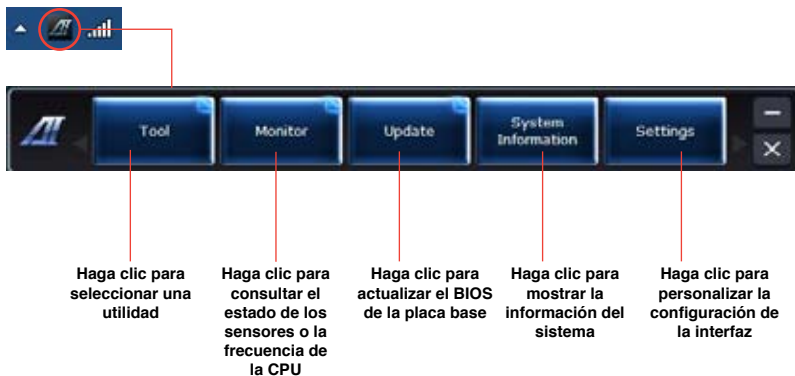 Tool
Monitor
Update
System
Information
Settings
Haga clic para
seleccionar una
utilidad
Haga clic para
consultar el
estado de los
sensores o la
frecuencia de
la CPU
Haga clic para
actualizar el BIOS
de la placa base
Haga clic para
mostrar la
información del
sistema
Haga clic para
personalizar la
configuración de
la interfaz